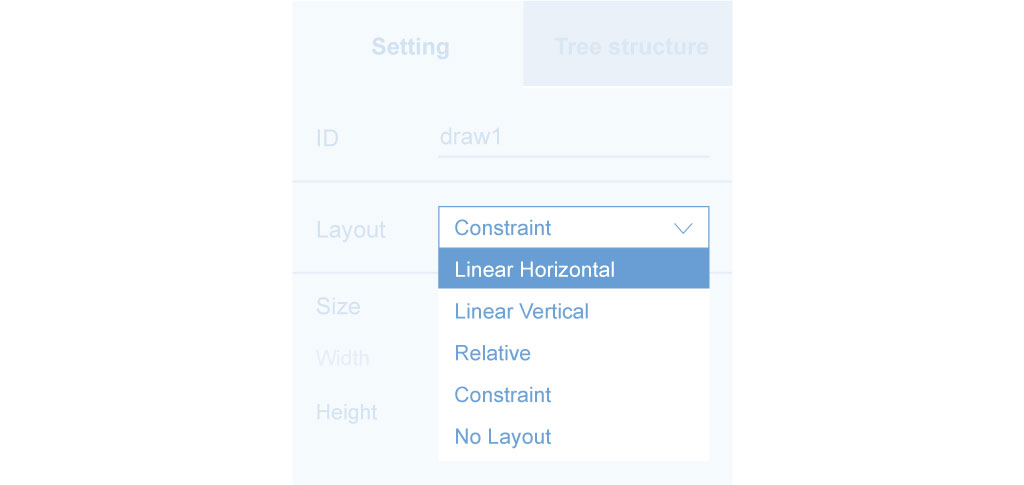 Setting Tree structure
ID draw1
Layout Constraint
Linear Horizontal
Size Linear Vertical
Width Relative
Constraint
Height
No Layout